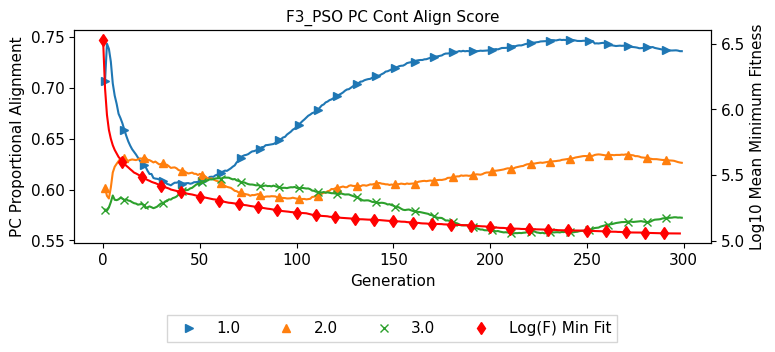 F3_PSO PC Cont Align Score
PC Proportional Alignment
0.75
0.70
0.65
0.60
0.55
Log10 Mean Minimum Fitness
6.5
6.0
5.5
5.0
0 50 100 150 200 250 300
Generation
1.0 2.0 3.0 Log(F) Min Fit